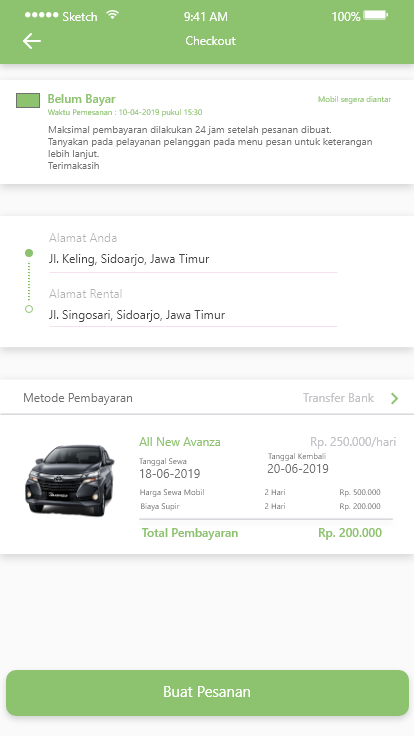 Sketch 9:41 AM 100%
Checkout
Belum Bayar Mobil segera diantar
Waktu Pemesanan : 10-04-2019 pukul 15:30
Maksimal pembayaran dilakukan 24 jam setelah pesanan dibuat.
Tanyakan pada pelayanan pelanggan pada menu pesan untuk keterangan
lebih lanjut.
Terimakasih
Alamat Anda
Jl. Keling, Sidoarjo, Jawa Timur
Alamat Rental
Jl. Singosari, Sidoarjo, Jawa Timur
Metode Pembayaran Transfer Bank
All New Avanza Rp. 250.000/hari
Tanggal Sewa Tanggal Kembali
18-06-2019 20-06-2019
Harga Sewa Mobil 2 Hari Rp. 500.000
Biaya Supir 2 Hari Rp. 200.000
Total Pembayaran Rp. 200.000
Buat Pesanan